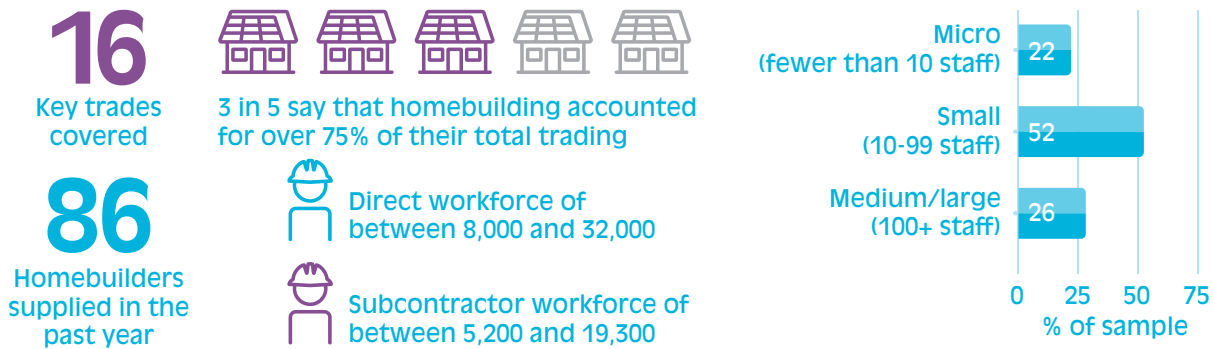 16
Key trades
covered
86
Homebuilders
supplied in the
past year
3 in 5 say that homebuilding accounted
for over 75% of their total trading
Direct workforce of
between 8,000 and 32,000
Subcontractor workforce of
between 5,200 and 19,300
Micro
(fewer than 10 staff)
22
Small
(10-99 staff)
52
Medium/large
(100+ staff)
26
0 25 50 75
% of sample